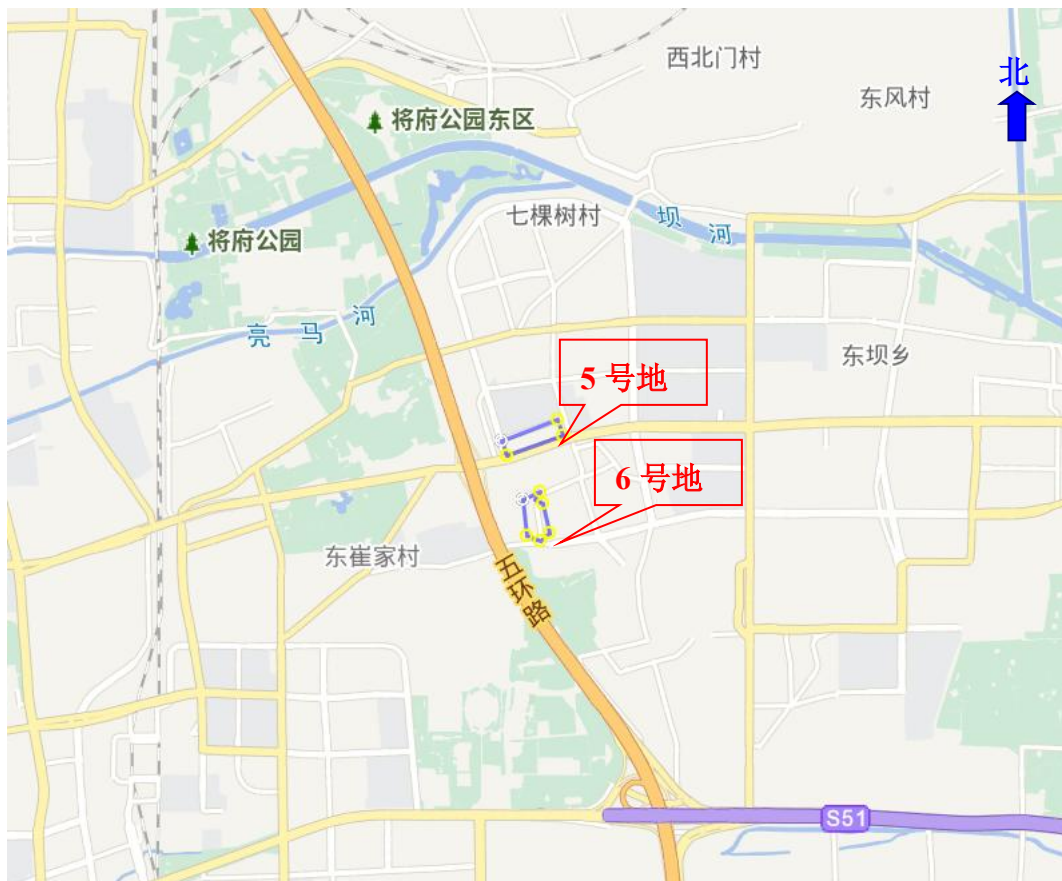 西北门村
北
东风村
将府公园东区
七棵树村
坝河
将府公园
亮马河
东坝乡
5 号地
6 号地
东崔家村
五环路
S51